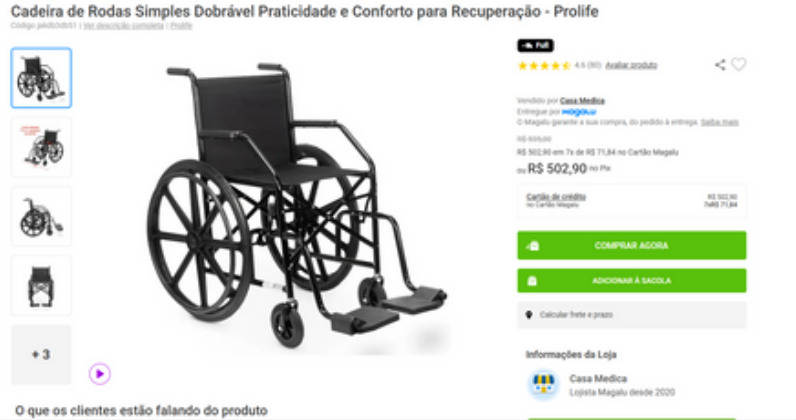 Cadeira de Rodas Simples Dobrável Praticidade e Conforto para Recuperação - Prolife
Código | Ver descrição completa | Prolife
Full
4.6 (80) Avaliar produto
Vendido por Casa Medica
Entregue por Magalu
O Magalu garante a sua compra, do pedido à entrega. Saiba mais
R$ 502,90 em 7x de R$ 71,84 no Cartão Magalu
ou R$ 502,90 no Pix
Cartão de crédito R$ 502,90
no Cartão Magalu 7xR$ 71,84
COMPRAR AGORA
ADICIONAR À SACOLA
Calcular frete e prazo
+ 3
Informações da Loja
Casa Medica
Lojista Magalu desde 2020
O que os clientes estão falando do produto